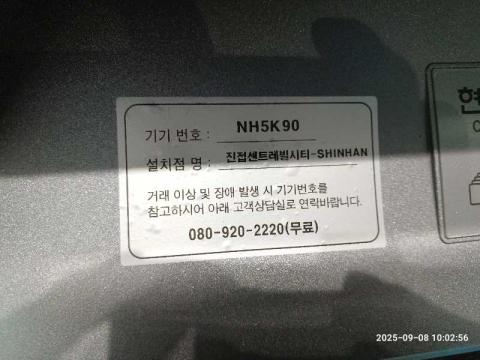 기기 번호 : NH5K90
설치점 명 : 진접센트레빌시티-SHINHAN
거래 이상 및 장애 발생 시 기기번호를
참고하시어 아래 고객상담실로 연락바랍니다.
080-920-2220(무료)
현
2025-09-08 10:02:56